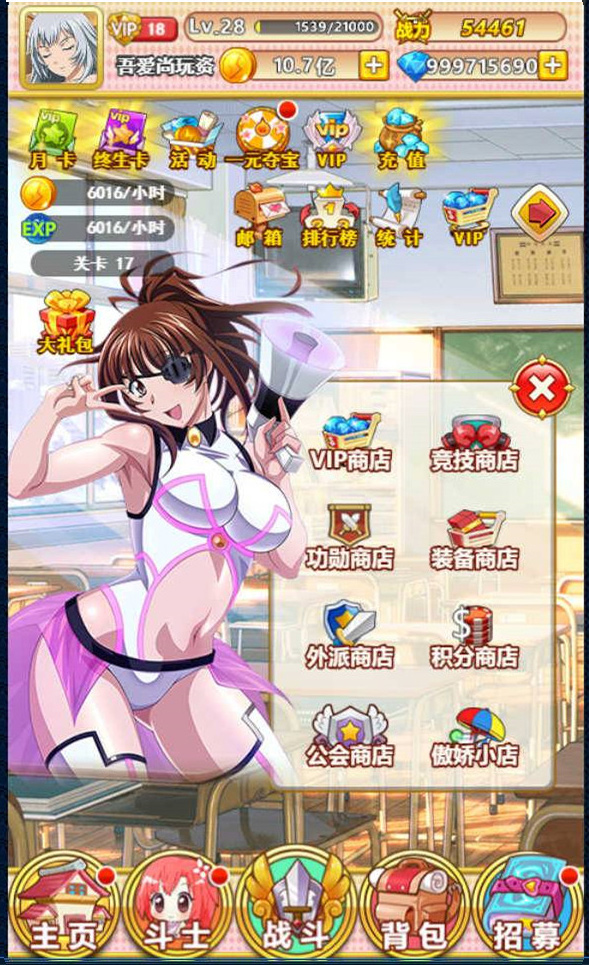 VIP 18 Lv.28 1539/21000 战力 54461
吾爱尚玩资 10.7亿 999715690
月卡 终生卡 活动 一元夺宝 VIP 充值
6016/小时
EXP 6016/小时
邮箱 排行榜 统计 VIP
关卡 17
大礼包
VIP商店 竞技商店
功勋商店 装备商店
外派商店 积分商店
公会商店 傲娇小店
主页 斗士 战斗 背包 招募